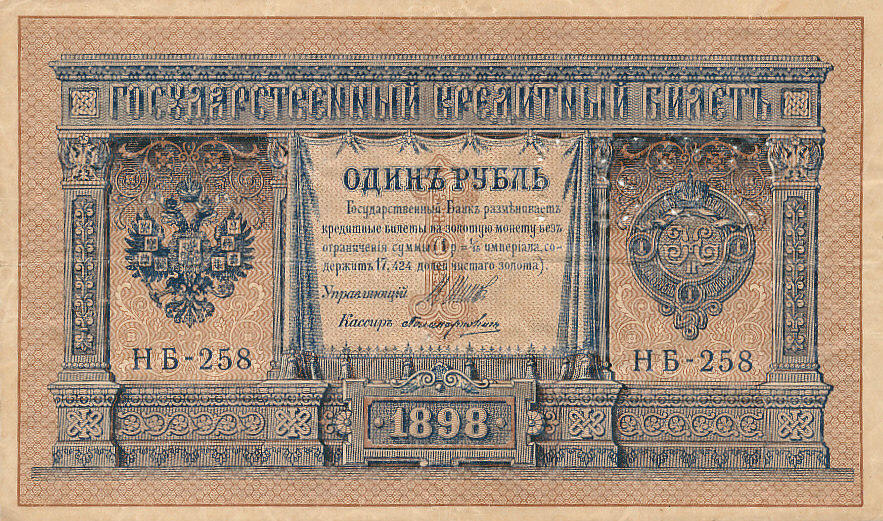 ГОСУДАРСТВЕННЫЙ КРЕДИТНЫЙ БИЛЕТЪ
ОДИНЪ РУБЛЬ
Государственный Банкъ размѣниваетъ
кредитные билеты на золотую монету безъ
ограниченія суммы (1 р. = 1/15 имперіала, со-
держитъ 17,424 долей чистаго золота).
Управляющій
Кассиръ
НБ-258
НБ-258
1898